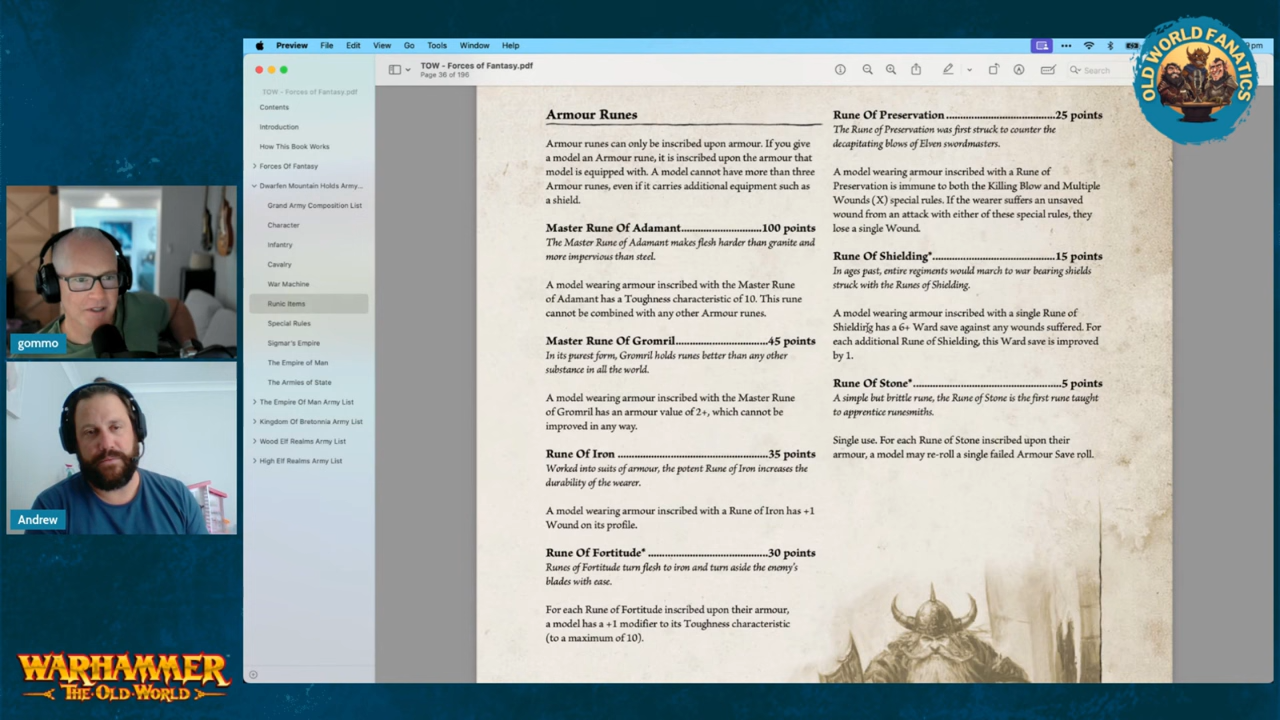 Preview File Edit View Go Tools Window Help
pm
OLD WORLD FANATICS
TOW - Forces of Fantasy.pdf
Page 36 of 196
Search
TOW - Forces of Fantasy.pdf
Contents
Introduction
How This Book Works
Forces Of Fantasy
Dwarfen Mountain Holds Army...
Grand Army Composition List
Character
Infantry
Cavalry
War Machine
Runic Items
Special Rules
Sigmar's Empire
The Empire of Man
The Armies of State
The Empire Of Man Army List
Kingdom Of Bretonnia Army List
Wood Elf Realms Army List
High Elf Realms Army List
gommo
Andrew
WARHAMMER
THE OLD WORLD
Armour Runes
Armour runes can only be inscribed upon armour. If you give
a model an Armour rune, it is inscribed upon the armour that
model is equipped with. A model cannot have more than three
Armour runes, even if it carries additional equipment such as
a shield.
Master Rune Of Adamant..............................100 points
The Master Rune of Adamant makes flesh harder than granite and
more impervious than steel.
A model wearing armour inscribed with the Master Rune
of Adamant has a Toughness characteristic of 10. This rune
cannot be combined with any other Armour runes.
Master Rune Of Gromril..................................45 points
In its purest form, Gromril holds runes better than any other
substance in all the world.
A model wearing armour inscribed with the Master Rune
of Gromril has an armour value of 2+, which cannot be
improved in any way.
Rune Of Iron ........................................................35 points
Worked into suits of armour, the potent Rune of Iron increases the
durability of the wearer.
A model wearing armour inscribed with a Rune of Iron has +1
Wound on its profile.
Rune Of Fortitude* ............................................30 points
Runes of Fortitude turn flesh to iron and turn aside the enemy's
blades with ease.
For each Rune of Fortitude inscribed upon their armour,
a model has a +1 modifier to its Toughness characteristic
(to a maximum of 10).
Rune Of Preservation ........................................25 points
The Rune of Preservation was first struck to counter the
decapitating blows of Elven swordmasters.
A model wearing armour inscribed with a Rune of
Preservation is immune to both the Killing Blow and Multiple
Wounds (X) special rules. If the wearer suffers an unsaved
wound from an attack with either of these special rules, they
lose a single Wound.
Rune Of Shielding*.............................................15 points
In ages past, entire regiments would march to war bearing shields
struck with the Runes of Shielding.
A model wearing armour inscribed with a single Rune of
Shielding has a 6+ Ward save against any wounds suffered. For
each additional Rune of Shielding, this Ward save is improved
by 1.
Rune Of Stone*......................................................5 points
A simple but brittle rune, the Rune of Stone is the first rune taught
to apprentice runesmiths.
Single use. For each Rune of Stone inscribed upon their
armour, a model may re-roll a single failed Armour Save roll.